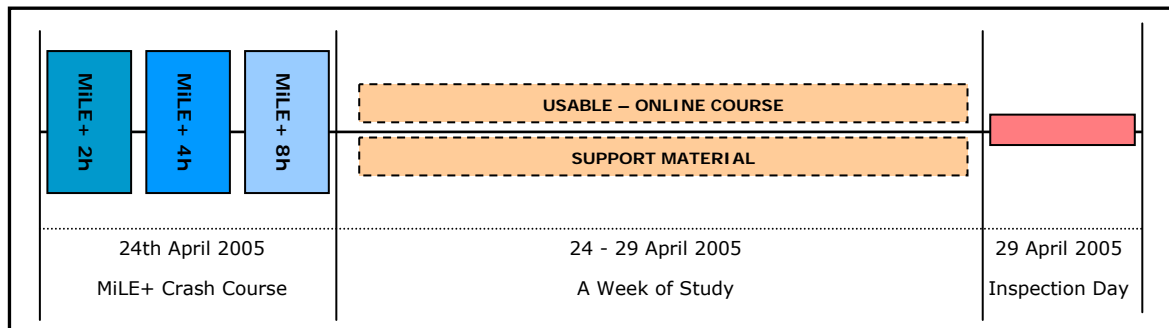 MiLE+ 2h
MiLE+ 4h
MiLE+ 8h
USABLE – ONLINE COURSE
SUPPORT MATERIAL
24th April 2005
MiLE+ Crash Course
24 - 29 April 2005
A Week of Study
29 April 2005
Inspection Day